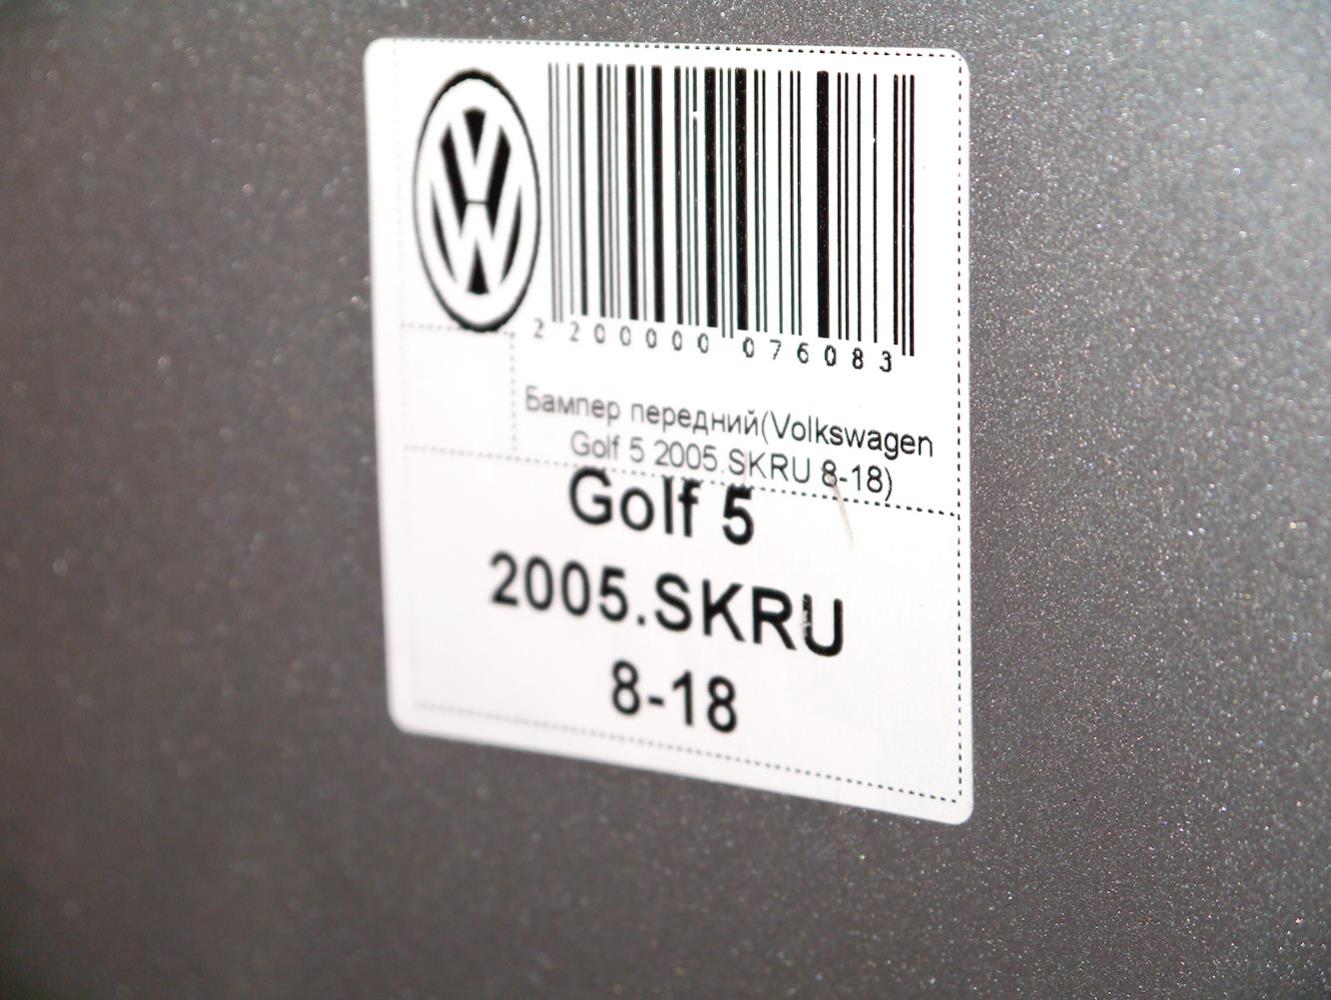 2 200000 076083
Бампер передний(Volkswagen
Golf 5 2005.SKRU 8-18)
Golf 5
2005.SKRU
8-18